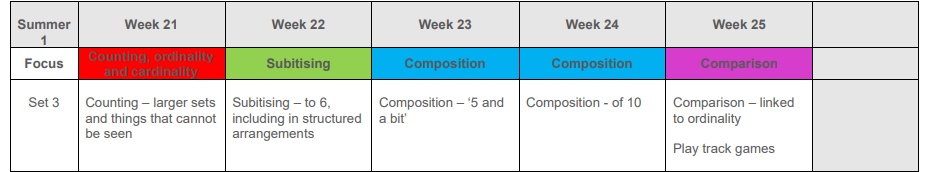 Summer 1 Week 21 Week 22 Week 23 Week 24 Week 25
Focus Counting, ordinality and cardinality Subitising Composition Composition Comparison
Set 3
Counting – larger sets
and things that cannot
be seen
Subitising – to 6,
including in structured
arrangements
Composition – ‘5 and
a bit’
Composition - of 10
Comparison – linked
to ordinality
Play track games